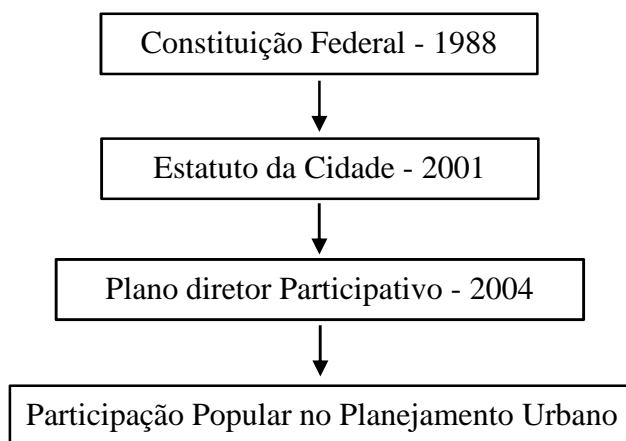 Constituição Federal - 1988
Estatuto da Cidade - 2001
Plano diretor Participativo - 2004
Participação Popular no Planejamento Urbano